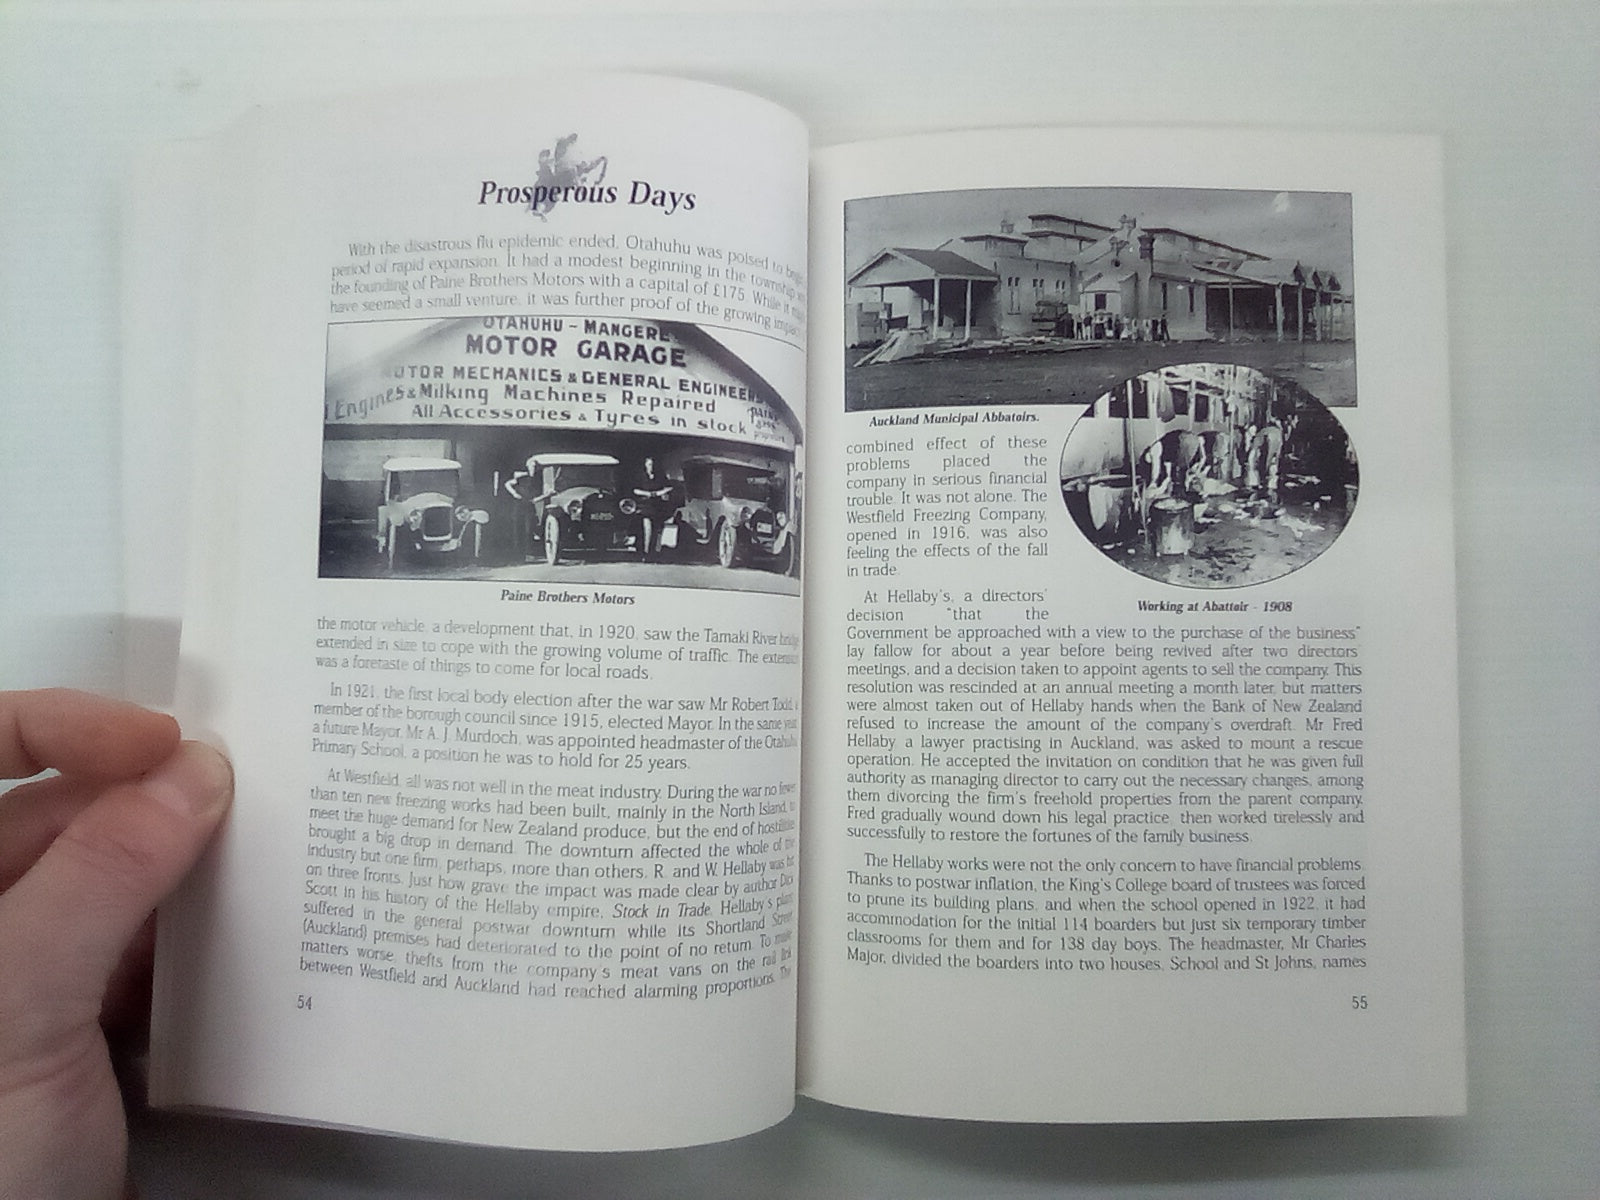 Prosperous Days
With the disastrous flu epidemic ended, Otahuhu was poised to
period of rapid expansion. It had a modest beginning in the township
the founding of Paine Brothers Motors with a capital of £175. While it
have seemed a small venture, it was further proof of the growing
OTAHUHU - MANGERE
MOTOR GARAGE
OTOR MECHANICS & GENERAL ENGINEER
Engines & Milking Machines Repaired
All Accessories & Tyres in stock
Paine Brothers Motors
the motor vehicle, a development that, in 1920, saw the Tamaki River
extended in size to cope with the growing volume of traffic. The
was a foretaste of things to come for local roads.
In 1921, the first local body election after the war saw Mr Robert Todd,
member of the borough council since 1915, elected Mayor. In the same
a future Mayor, Mr A. J. Murdoch, was appointed headmaster of the Otahuhu
Primary School, a position he was to hold for 25 years.
At Westfield, all was not well in the meat industry. During the war no
than ten new freezing works had been built, mainly in the North Island,
meet the huge demand for New Zealand produce, but the end of hostilities
brought a big drop in demand. The downturn affected the whole of
industry but one firm, perhaps, more than others. R. and W. Hellaby was
on three fronts. Just how grave the impact was made clear by author Dick
Scott in his history of the Hellaby empire, Stock in Trade. Hellaby's
suffered in the general postwar downturn while its Shortland Street
(Auckland) premises had deteriorated to the point of no return. To
matters worse, thefts from the company's meat vans on the rail link
between Westfield and Auckland had reached alarming proportions. The
54
Auckland Municipal Abbatoirs.
combined effect of these
problems placed the
company in serious financial
trouble. It was not alone. The
Westfield Freezing Company,
opened in 1916, was also
feeling the effects of the fall
in trade.
Working at Abattoir - 1908
At Hellaby's, a directors'
decision "that the
Government be approached with a view to the purchase of the business"
lay fallow for about a year before being revived after two directors'
meetings, and a decision taken to appoint agents to sell the company. This
resolution was rescinded at an annual meeting a month later, but matters
were almost taken out of Hellaby hands when the Bank of New Zealand
refused to increase the amount of the company's overdraft. Mr Fred
Hellaby, a lawyer practising in Auckland, was asked to mount a rescue
operation. He accepted the invitation on condition that he was given full
authority as managing director to carry out the necessary changes, among
them divorcing the firm's freehold properties from the parent company.
Fred gradually wound down his legal practice, then worked tirelessly and
successfully to restore the fortunes of the family business.
The Hellaby works were not the only concern to have financial problems.
Thanks to postwar inflation, the King's College board of trustees was forced
to prune its building plans, and when the school opened in 1922, it had
accommodation for the initial 114 boarders but just six temporary timber
classrooms for them and for 138 day boys. The headmaster, Mr Charles
Major, divided the boarders into two houses, School and St Johns, names
55